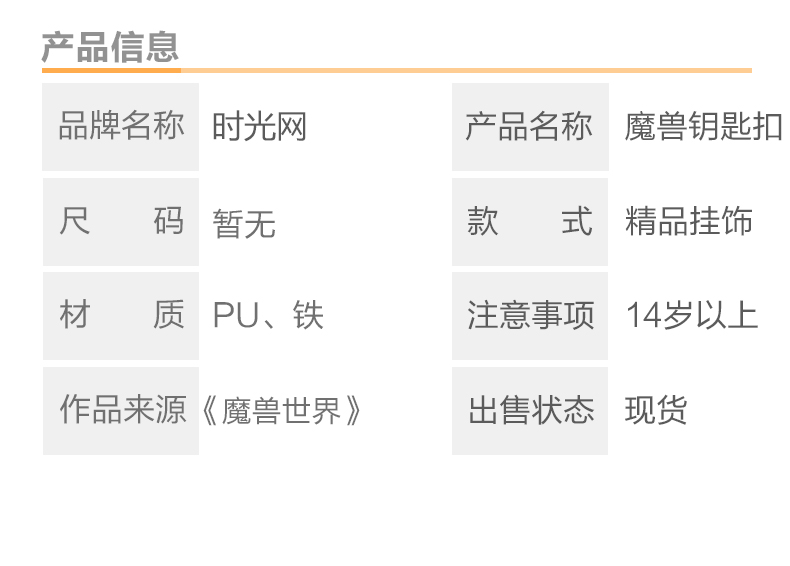 产品信息
品牌名称 时光网 产品名称 魔兽钥匙扣
尺 码 暂无 款 式 精品挂饰
材 质 PU、铁 注意事项 14岁以上
作品来源 《魔兽世界》 出售状态 现货